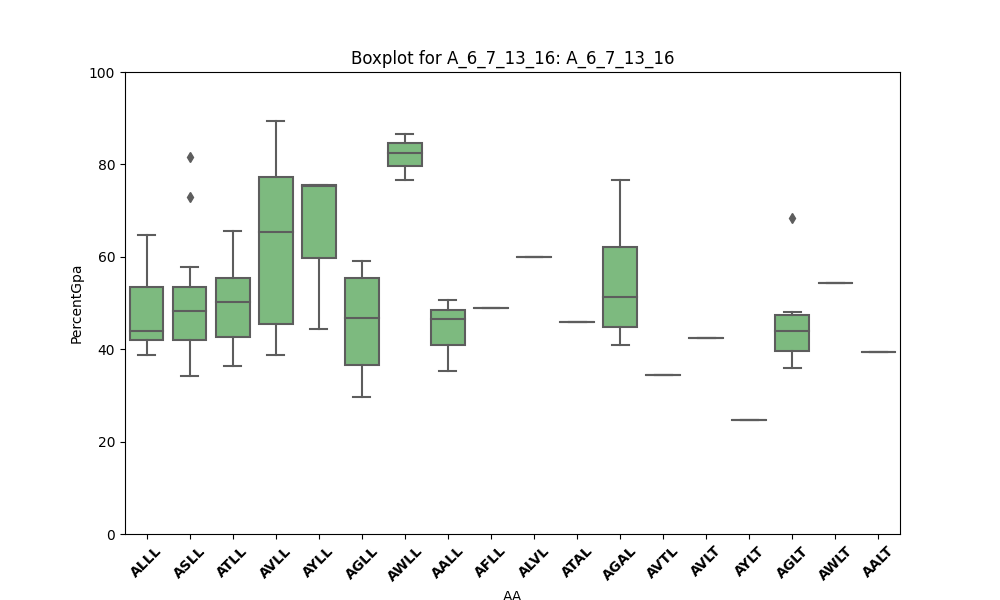 Boxplot for A_6_7_13_16: A_6_7_13_16
100
80
60
40
20
0
PercentGpa
ALLL
ASLL
ATLL
AVLL
AYLL
AGLL
AWLL
AALL
AFLL
ALVL
ATAL
AGAL
AVTL
AVLT
AYLT
AGLT
AWLT
AALT
AA